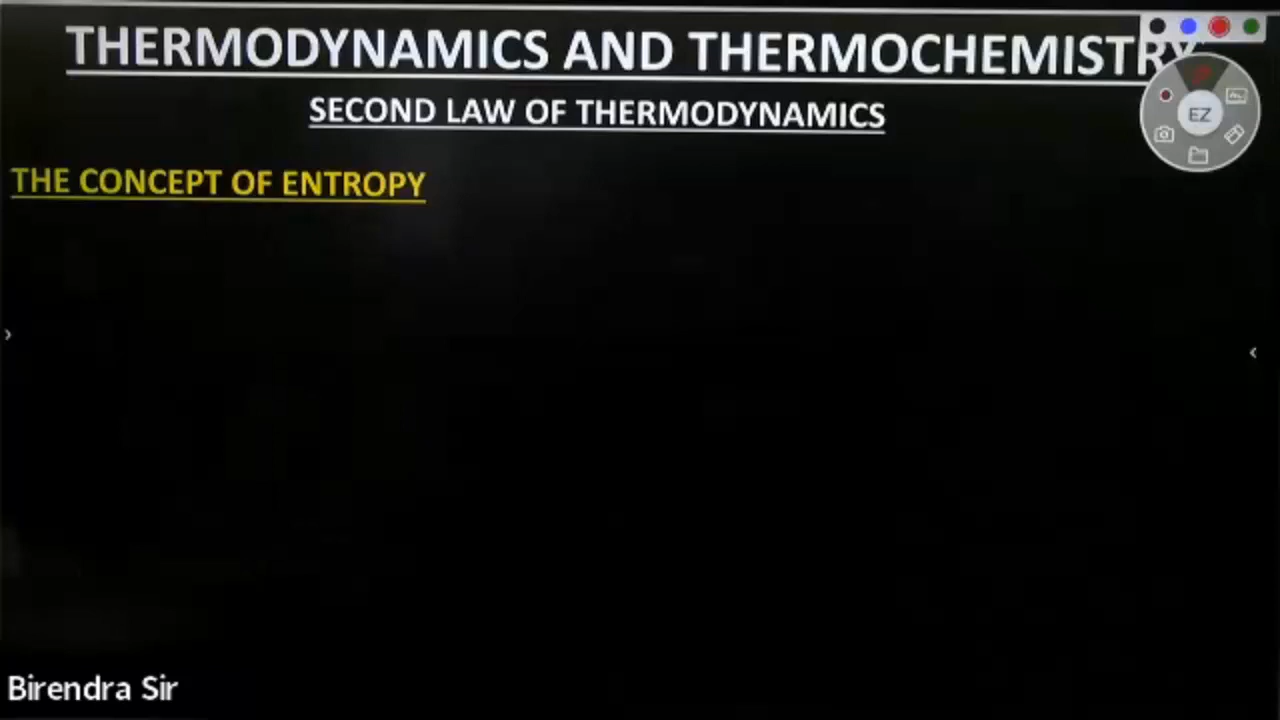 THERMODYNAMICS AND THERMOCHEMISTRY
SECOND LAW OF THERMODYNAMICS
EZ
THE CONCEPT OF ENTROPY
Birendra Sir